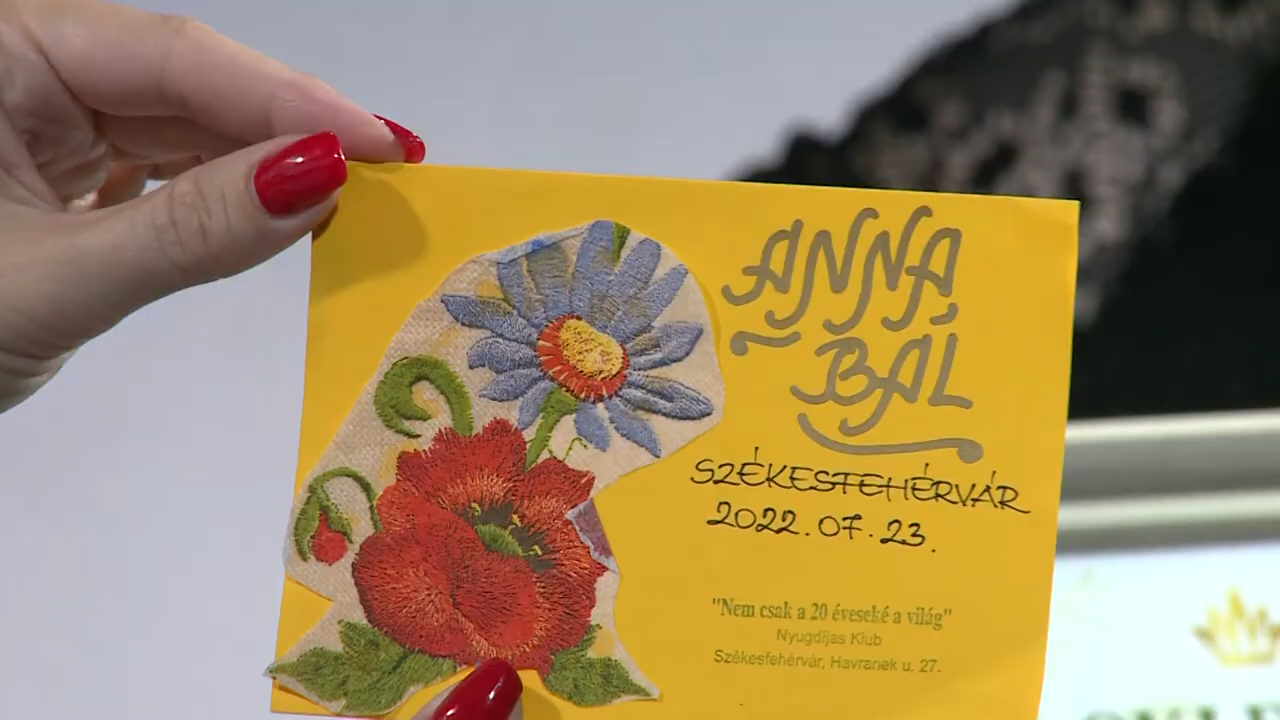 ANNA
BÁL
SZÉKESFEHÉRVÁR
2022.07.23.
"Nem csak a 20 éveseké a világ"
Nyugdíjas Klub
Székesfehérvár, Havranek u. 27.